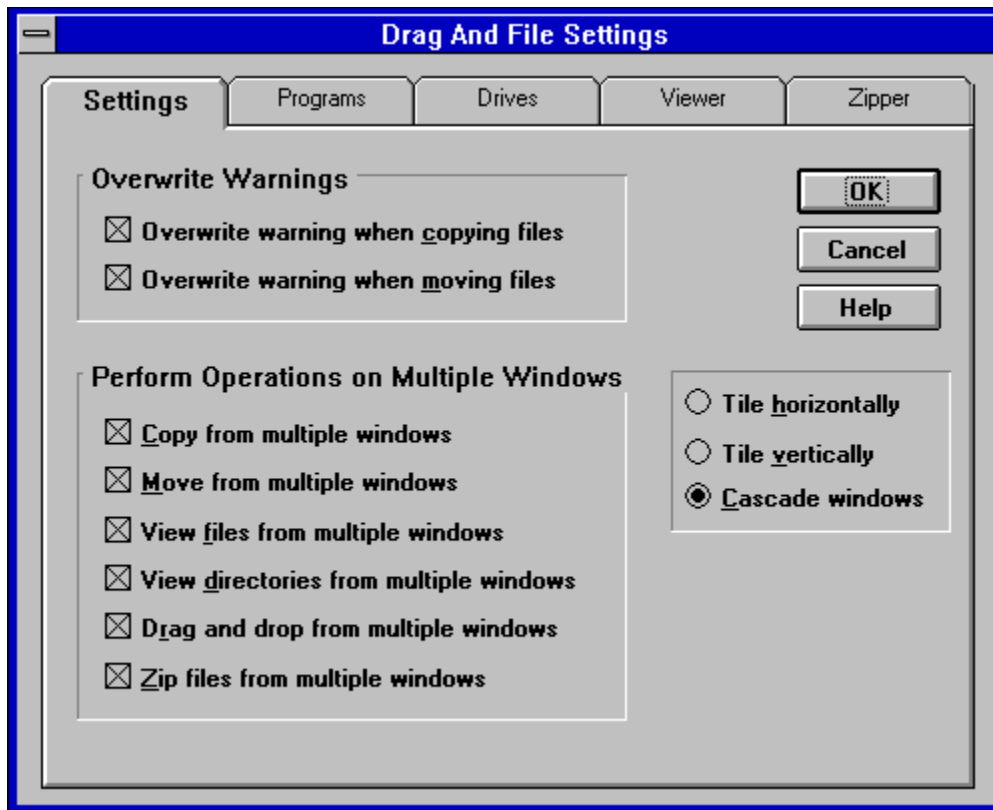 Drag And File Settings
Settings Programs Drives Viewer Zipper
Overwrite Warnings
Overwrite warning when copying files
Overwrite warning when moving files
OK
Cancel
Help
Perform Operations on Multiple Windows
Copy from multiple windows
Move from multiple windows
View files from multiple windows
View directories from multiple windows
Drag and drop from multiple windows
Zip files from multiple windows
Tile horizontally
Tile vertically
Cascade windows